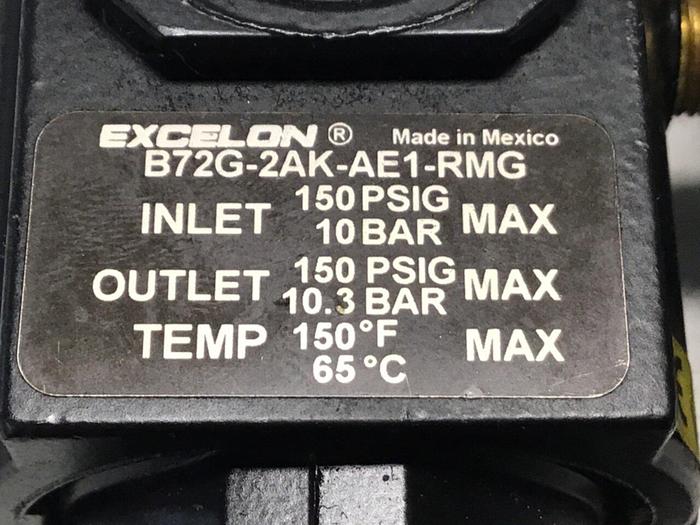 EXCELON ® Made in Mexico
B72G-2AK-AE1-RMG
INLET 150 PSIG MAX
10 BAR
OUTLET 150 PSIG MAX
10.3 BAR
TEMP 150°F MAX
65°C